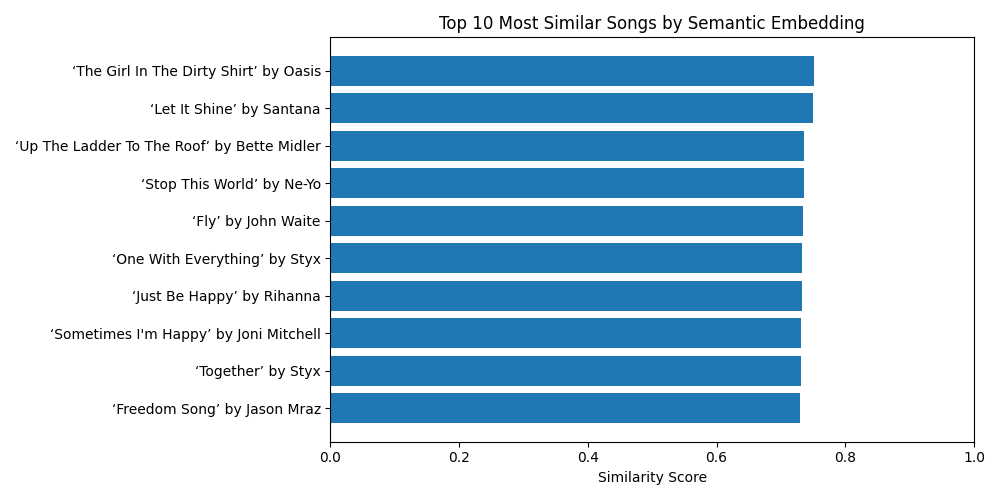 Top 10 Most Similar Songs by Semantic Embedding
‘The Girl In The Dirty Shirt’ by Oasis
‘Let It Shine’ by Santana
‘Up The Ladder To The Roof’ by Bette Midler
‘Stop This World’ by Ne-Yo
‘Fly’ by John Waite
‘One With Everything’ by Styx
‘Just Be Happy’ by Rihanna
‘Sometimes I'm Happy’ by Joni Mitchell
‘Together’ by Styx
‘Freedom Song’ by Jason Mraz
0.0 0.2 0.4 0.6 0.8 1.0
Similarity Score